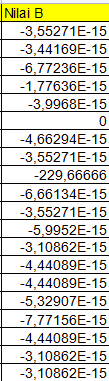 Nilai B
-3,55271E-15
-3,44169E-15
-6,77236E-15
-1,77636E-15
-3,9968E-15
0
-4,66294E-15
-3,55271E-15
-229,66666
-6,66134E-15
-3,55271E-15
-5,9952E-15
-3,10862E-15
-4,44089E-15
-4,44089E-15
-5,32907E-15
-7,77156E-15
-4,44089E-15
-3,10862E-15
-3,10862E-15